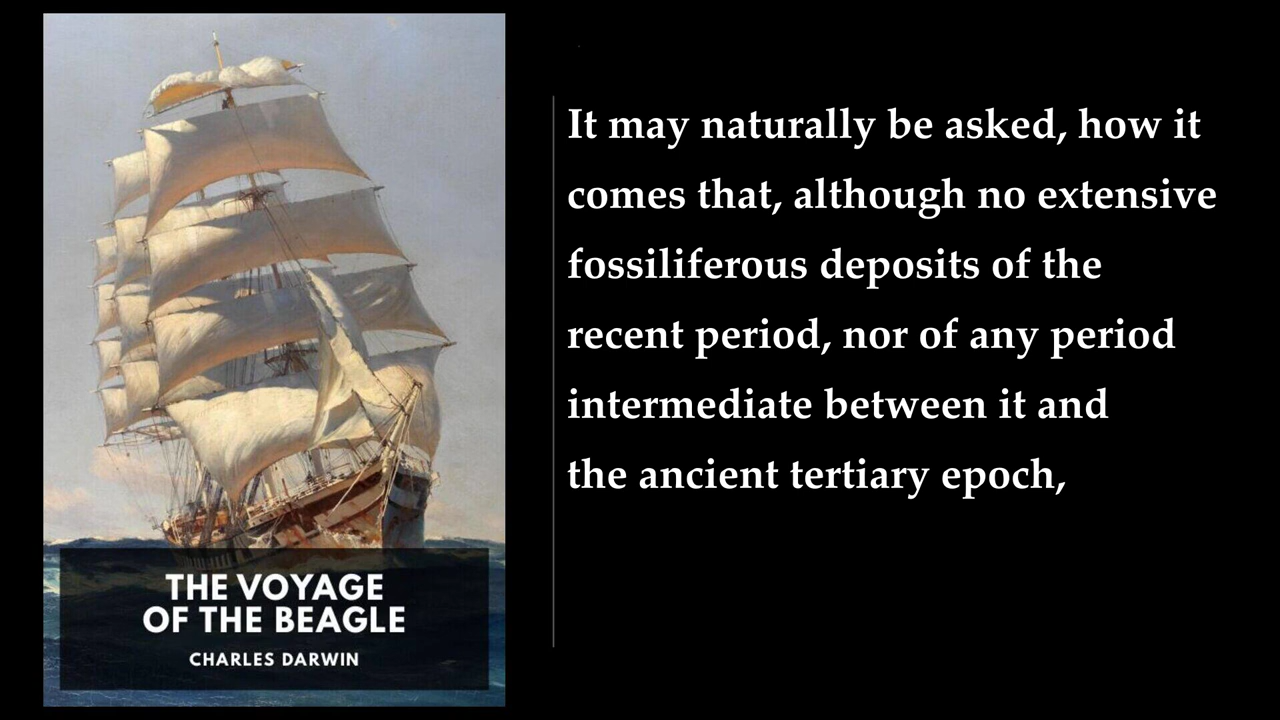 THE VOYAGE
OF THE BEAGLE
CHARLES DARWIN
It may naturally be asked, how it
comes that, although no extensive
fossiliferous deposits of the
recent period, nor of any period
intermediate between it and
the ancient tertiary epoch,